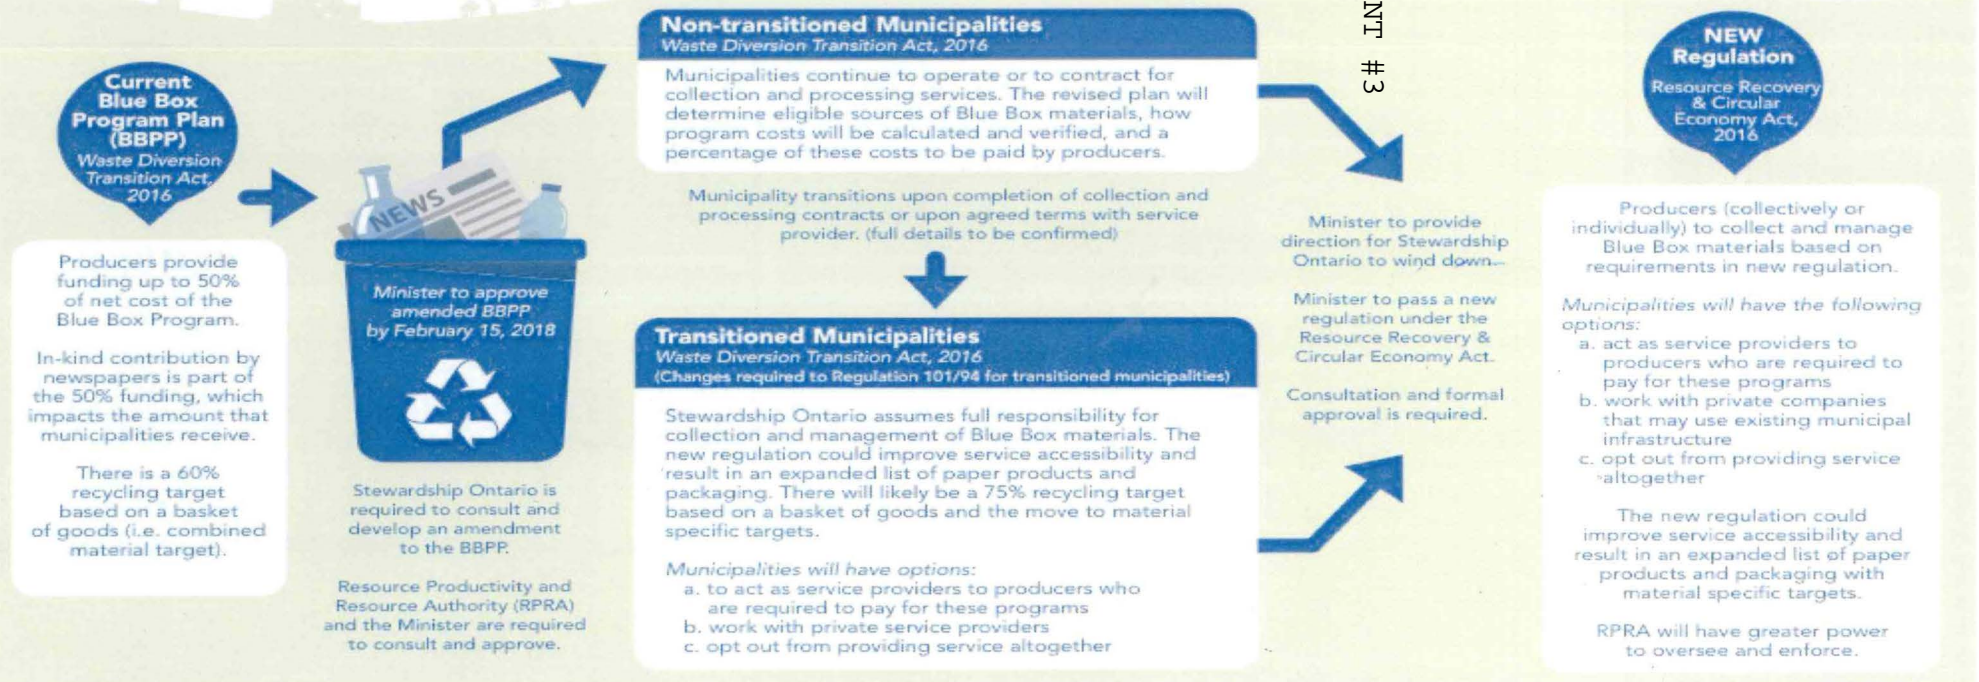 Current
Blue Box
Program Plan
(BBPP)
Waste Diversion
Transition Act,
2016
Producers provide
funding up to 50%
of net cost of the
Blue Box Program.
In-kind contribution by
newspapers is part of
the 50% funding, which
impacts the amount that
municipalities receive.
There is a 60%
recycling target
based on a basket
of goods (i.e. combined
material target).
NEWS
Minister to approve
amended BBPP
by February 15, 2018
Stewardship Ontario is
required to consult and
develop an amendment
to the BBPP.
Resource Productivity and
Resource Authority (RPRA)
and the Minister are required
to consult and approve.
Non-transitioned Municipalities
Waste Diversion Transition Act, 2016
Municipalities continue to operate or to contract for
collection and processing services. The revised plan will
determine eligible sources of Blue Box materials, how
program costs will be calculated and verified, and a
percentage of these costs to be paid by producers.
Municipality transitions upon completion of collection and
processing contracts or upon agreed terms with service
provider. (full details to be confirmed)
Transitioned Municipalities
Waste Diversion Transition Act, 2016
(Changes required to Regulation 101/94 for transitioned municipalities)
Stewardship Ontario assumes full responsibility for
collection and management of Blue Box materials. The
new regulation could improve service accessibility and
result in an expanded list of paper products and
packaging. There will likely be a 75% recycling target
based on a basket of goods and the move to material
specific targets.
Municipalities will have options:
a. to act as service providers to producers who
are required to pay for these programs
b. work with private service providers
c. opt out from providing service altogether
NT #3
Minister to provide
direction for Stewardship
Ontario to wind down.
Minister to pass a new
regulation under the
Resource Recovery &
Circular Economy Act.
Consultation and formal
approval is required.
NEW
Regulation
Resource Recovery
& Circular
Economy Act,
2016
Producers (collectively or
individually) to collect and manage
Blue Box materials based on
requirements in new regulation.
Municipalities will have the following
options:
a. act as service providers to
producers who are required to
pay for these programs
b. work with private companies
that may use existing municipal
infrastructure
c. opt out from providing service
altogether
The new regulation could
improve service accessibility and
result in an expanded list of paper
products and packaging with
material specific targets.
RPRA will have greater power
to oversee and enforce.